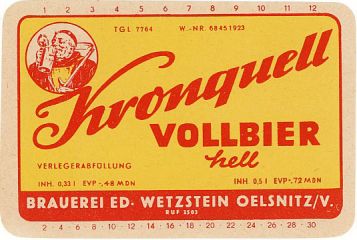 1 2 3 4 5 6 7 8 9 10 11 12
TGL 7764 W.-NR. 68451923
Kronquell
VOLLBIER
hell
VERLEGERABFÜLLUNG
INH. 0,33 l EVP -,48 MDN INH. 0,5 l EVP -,72 MDN
BRAUEREI ED. WETZSTEIN OELSNITZ/V.
RUF 2503
2 · 4 · 6 · 8 · 10 · 12 · 14 · 16 · 18 · 20 · 22 · 24 · 26 · 28 · 30